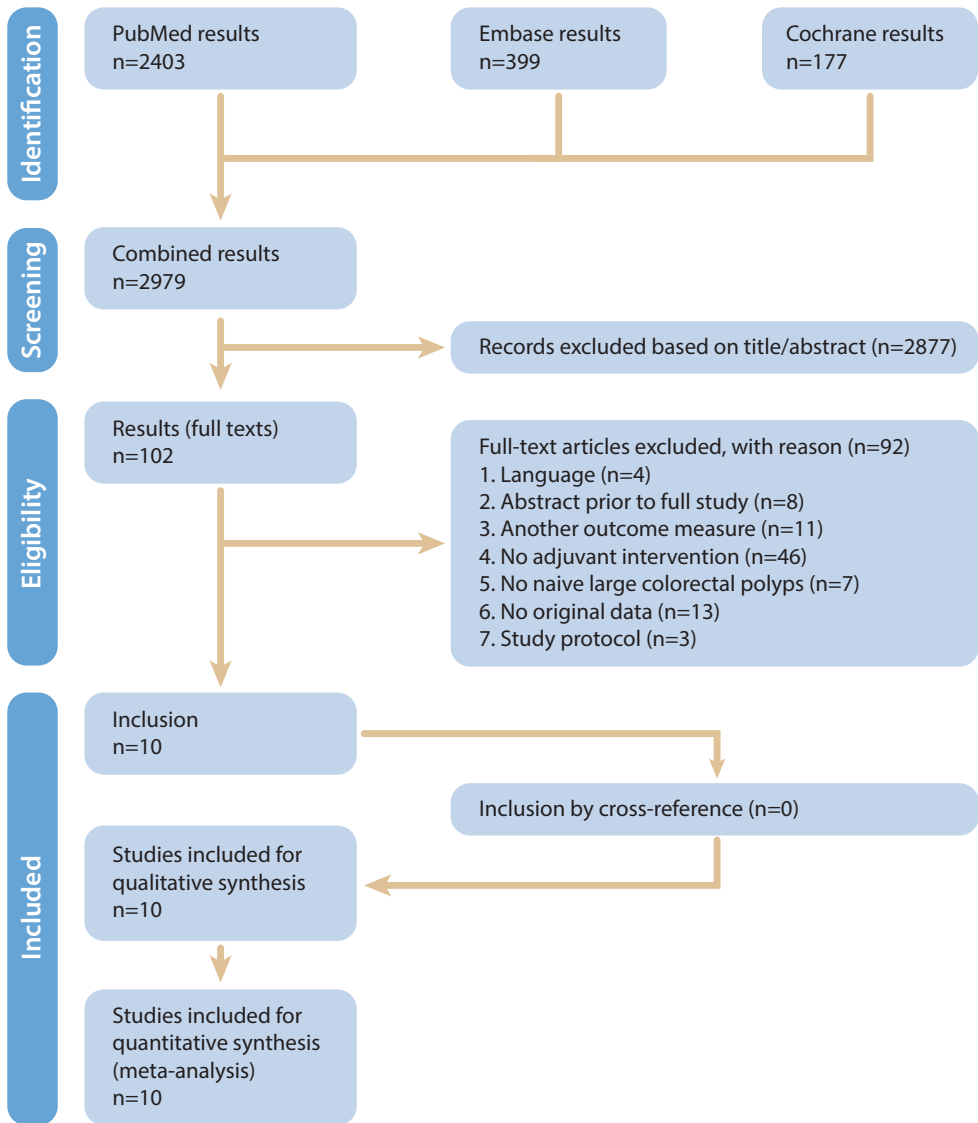 Identification
PubMed results
n=2403
Embase results
n=399
Cochrane results
n=177
Screening
Combined results
n=2979
Records excluded based on title/abstract (n=2877)
Eligibility
Results (full texts)
n=102
Full-text articles excluded, with reason (n=92)
1. Language (n=4)
2. Abstract prior to full study (n=8)
3. Another outcome measure (n=11)
4. No adjuvant intervention (n=46)
5. No naive large colorectal polyps (n=7)
6. No original data (n=13)
7. Study protocol (n=3)
Included
Inclusion
n=10
Inclusion by cross-reference (n=0)
Studies included for
qualitative synthesis
n=10
Studies included for
quantitative synthesis
(meta-analysis)
n=10